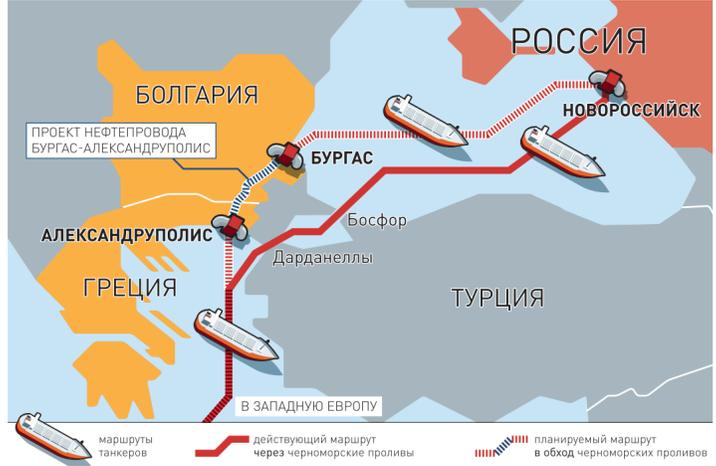 РОССИЯ
БОЛГАРИЯ
НОВОРОССИЙСК
ПРОЕКТ НЕФТЕПРОВОДА
БУРГАС-АЛЕКСАНДРУПОЛИС
БУРГАС
АЛЕКСАНДРУПОЛИС
Босфор
Дарданеллы
ГРЕЦИЯ
ТУРЦИЯ
В ЗАПАДНУЮ ЕВРОПУ
маршруты
танкеров
действующий маршрут
через черноморские проливы
планируемый маршрут
в обход черноморских проливов